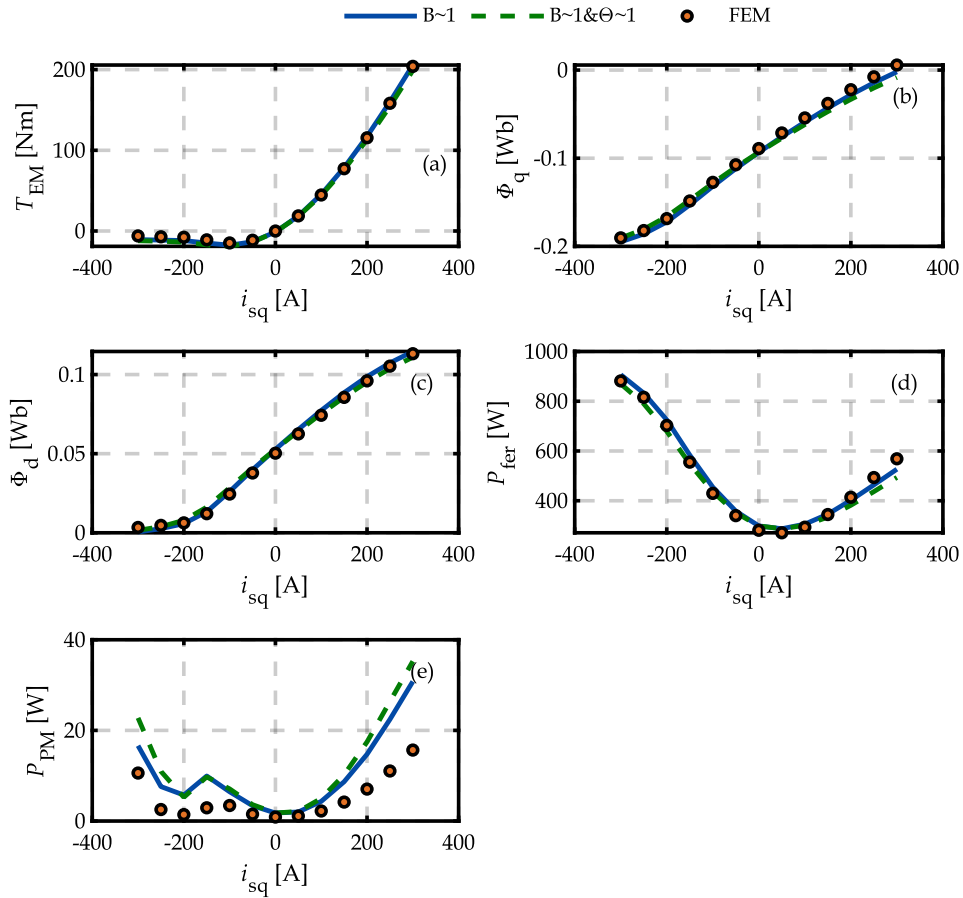 B~1 B~1&Θ~1 FEM
200
100
0
T_EM [Nm]
(a)
-400 -200 0 200 400
i_sq [A]
0
-0.1
-0.2
Φ_q [Wb]
(b)
-400 -200 0 200 400
i_sq [A]
0.1
0.05
0
Φ_d [Wb]
(c)
-400 -200 0 200 400
i_sq [A]
1000
800
600
400
P_fer [W]
(d)
-400 -200 0 200 400
i_sq [A]
40
20
0
P_PM [W]
(e)
-400 -200 0 200 400
i_sq [A]